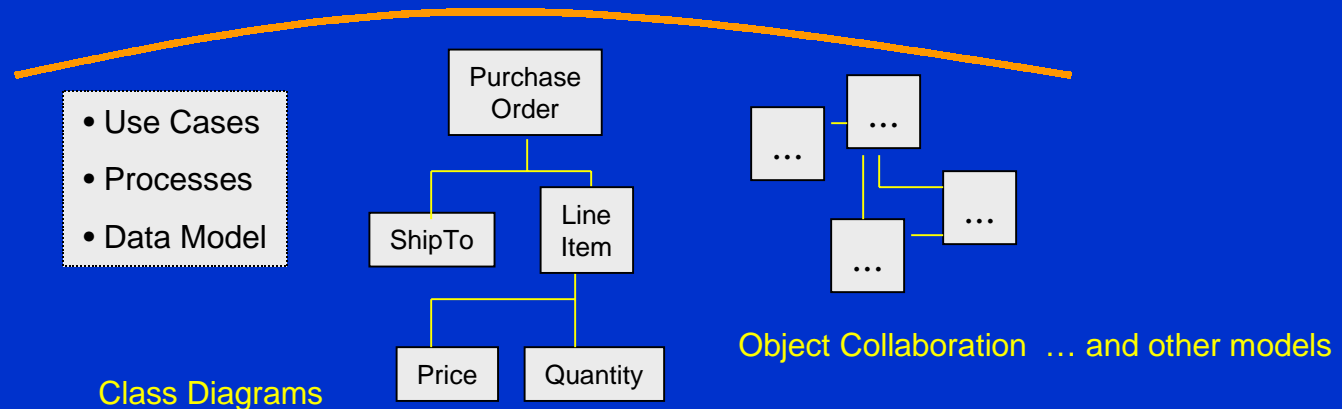 • Use Cases
• Processes
• Data Model
Purchase
Order
ShipTo
Line
Item
Price
Quantity
Class Diagrams
...
...
...
...
Object Collaboration … and other models